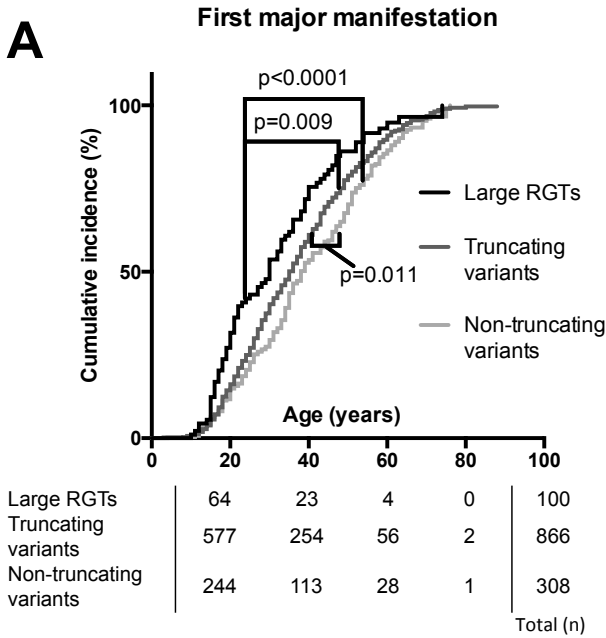 First major manifestation
A
p<0.0001
100
p=0.009
Cumulative incidence (%)
Large RGTs
50
Truncating
variants
p=0.011
Non-truncating
variants
Age (years)
0
0 20 40 60 80 100
Large RGTs 64 23 4 0 100
Truncating
variants 577 254 56 2 866
Non-truncating
variants 244 113 28 1 308
Total (n)